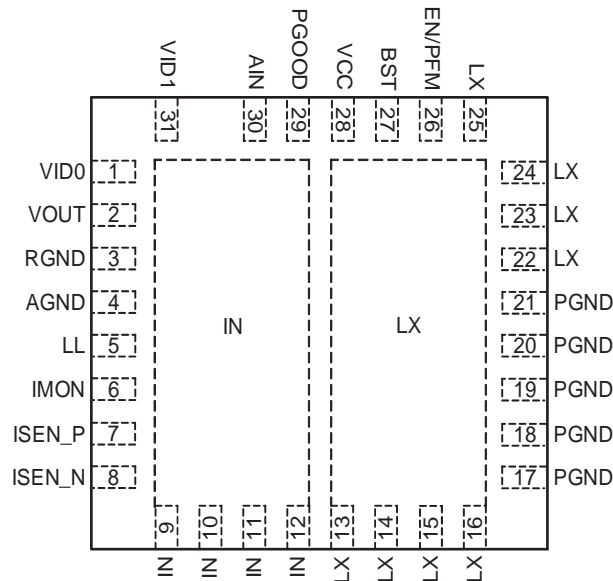 VID1
AIN
PGOOD
VCC
BST
EN/PFM
LX
31
30
29
28
27
26
25
VID0 1
VOUT 2
RGND 3
AGND 4
LL 5
IMON 6
ISEN_P 7
ISEN_N 8
IN
LX
24 LX
23 LX
22 LX
21 PGND
20 PGND
19 PGND
18 PGND
17 PGND
9
10
11
12
13
14
15
16
IN
IN
IN
IN
LX
LX
LX
LX